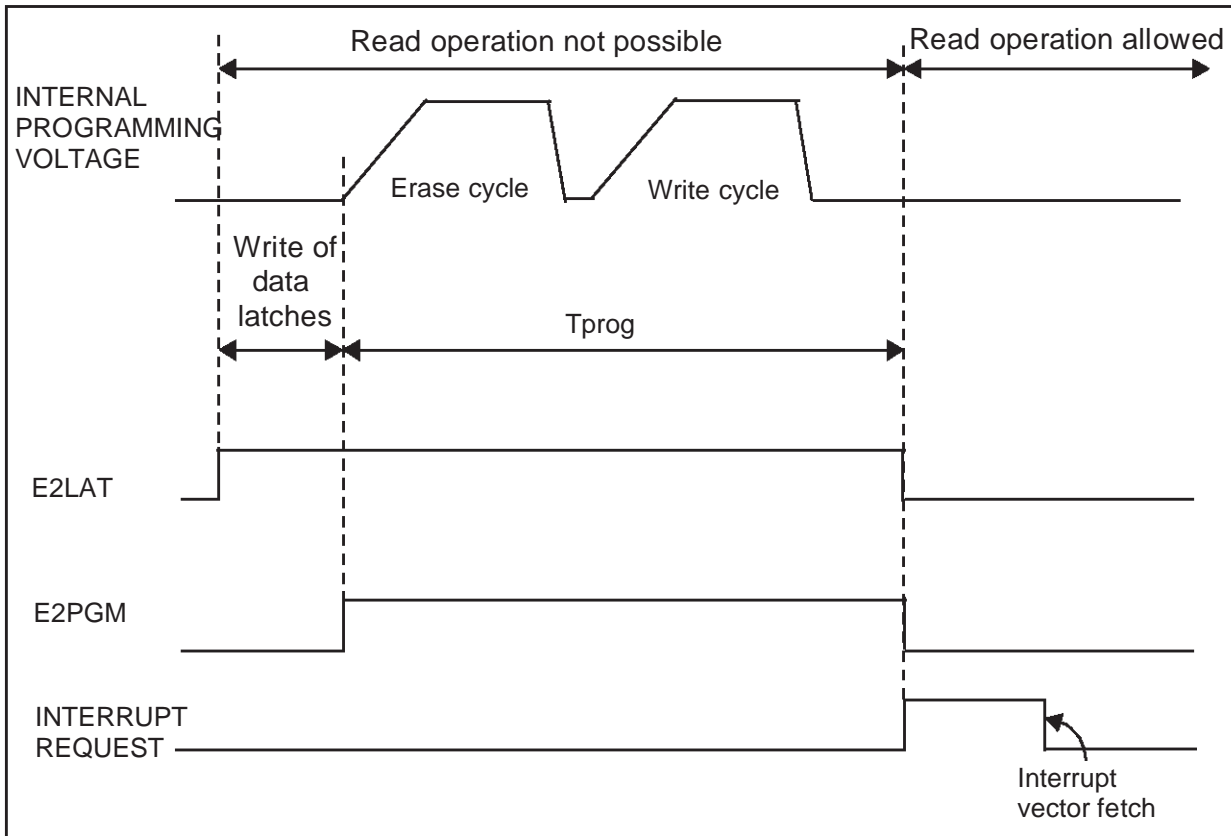 Read operation not possible
Read operation allowed
INTERNAL
PROGRAMMING
VOLTAGE
Erase cycle
Write cycle
Write of
data
latches
Tprog
E2LAT
E2PGM
INTERRUPT
REQUEST
Interrupt
vector fetch